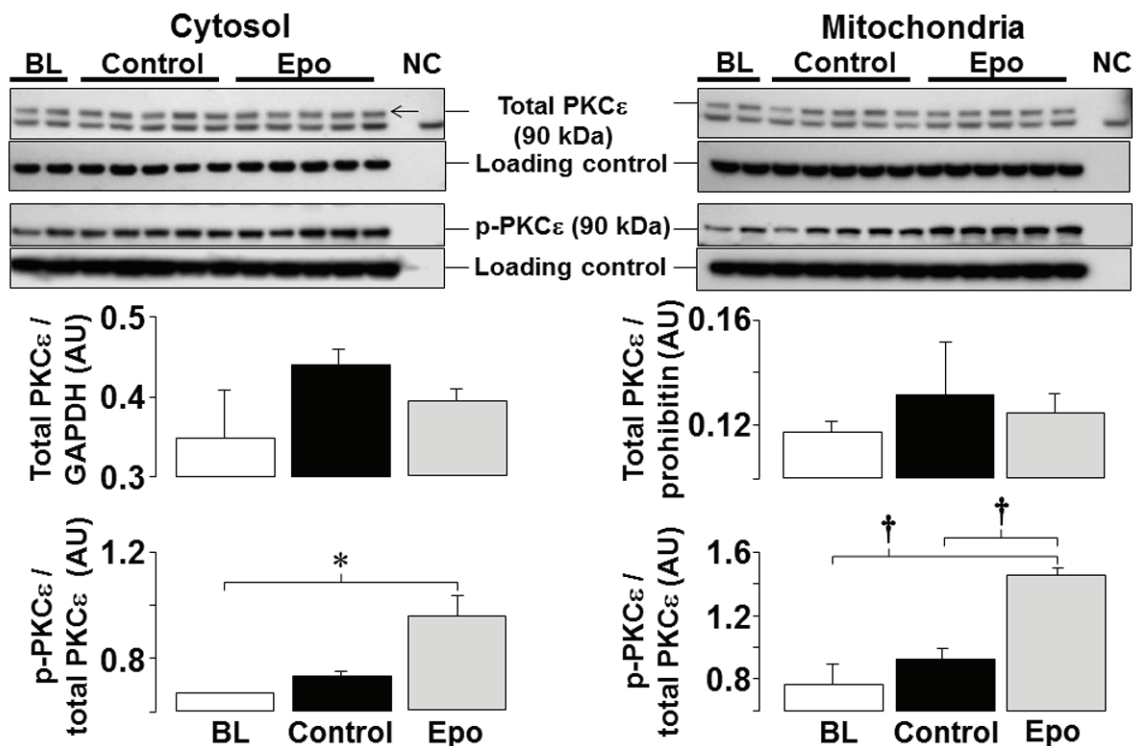 Cytosol
BL Control Epo NC
Mitochondria
BL Control Epo NC
Total PKCε
(90 kDa)
Loading control
p-PKCε (90 kDa)
Loading control
Total PKCε /
GAPDH (AU)
0.5
0.4
0.3
Total PKCε /
prohibitin (AU)
0.16
0.12
p-PKCε /
total PKCε (AU)
1.2
0.8
*
BL Control Epo
p-PKCε /
total PKCε (AU)
1.6
1.2
0.8
†
†
BL Control Epo